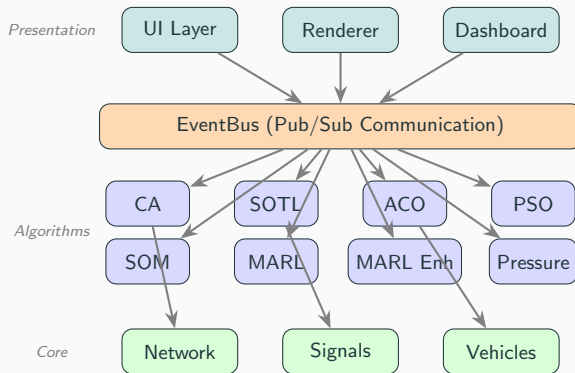 Presentation
UI Layer
Renderer
Dashboard
EventBus (Pub/Sub Communication)
CA
SOTL
ACO
PSO
Algorithms
SOM
MARL
MARL Enh
Pressure
Core
Network
Signals
Vehicles